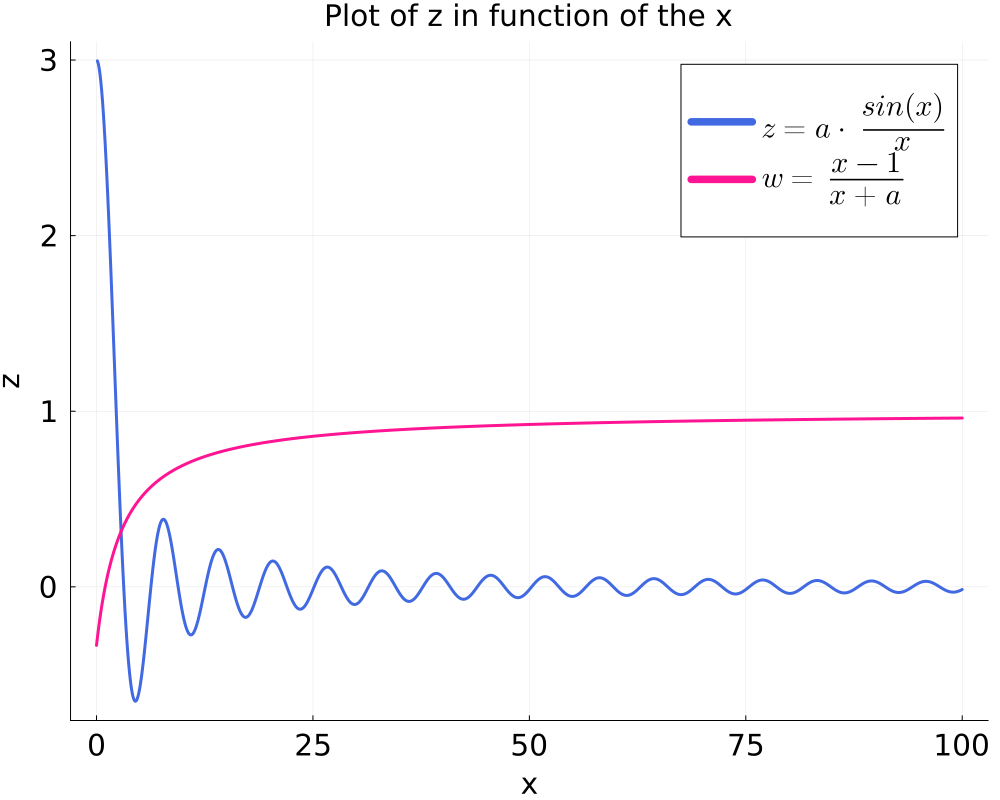 Plot of z in function of the x
z = a · sin(x)/x
w = (x − 1)/(x + a)
z
3
2
1
0
0 25 50 75 100
x